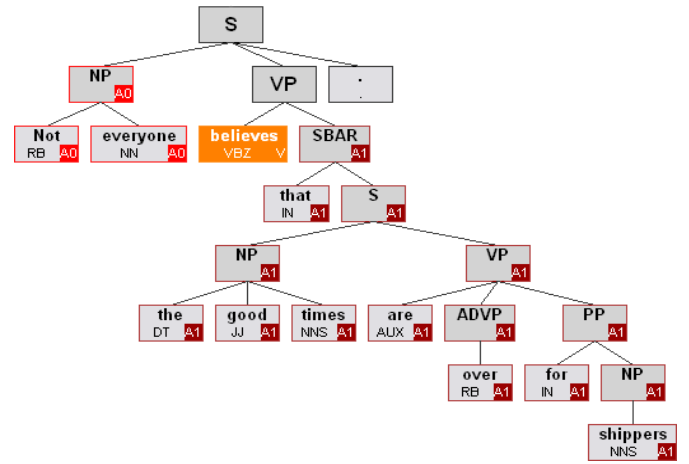 S
NP A0
VP
.
.
Not everyone believes SBAR
RB A0 NN A0 VBZ V A1
that S
IN A1 A1
NP A1 VP A1
the good times are ADVP PP
DT A1 JJ A1 NNS A1 AUX A1 A1 A1
over for NP
RB A1 IN A1 A1
shippers
NNS A1